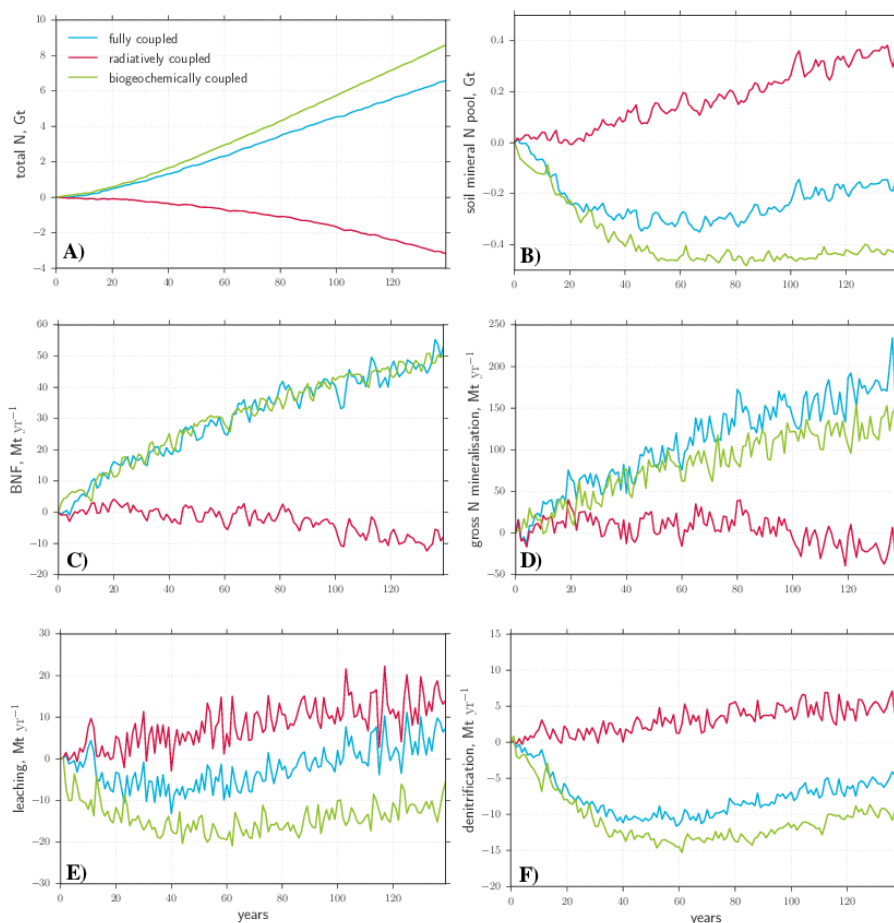 10
8
6
4
2
0
−2
−4
total N, Gt
fully coupled
radiatively coupled
biogeochemically coupled
A)
0 20 40 60 80 100 120
0.4
0.2
0.0
−0.2
−0.4
soil mineral N pool, Gt
B)
0 20 40 60 80 100 120
60
50
40
30
20
10
0
−10
−20
BNF, Mt yr⁻¹
C)
0 20 40 60 80 100 120
250
200
150
100
50
0
−50
gross N mineralisation, Mt yr⁻¹
D)
0 20 40 60 80 100 120
30
20
10
0
−10
−20
−30
leaching, Mt yr⁻¹
E)
0 20 40 60 80 100 120
years
15
10
5
0
−5
−10
−15
−20
denitrification, Mt yr⁻¹
F)
0 20 40 60 80 100 120
years